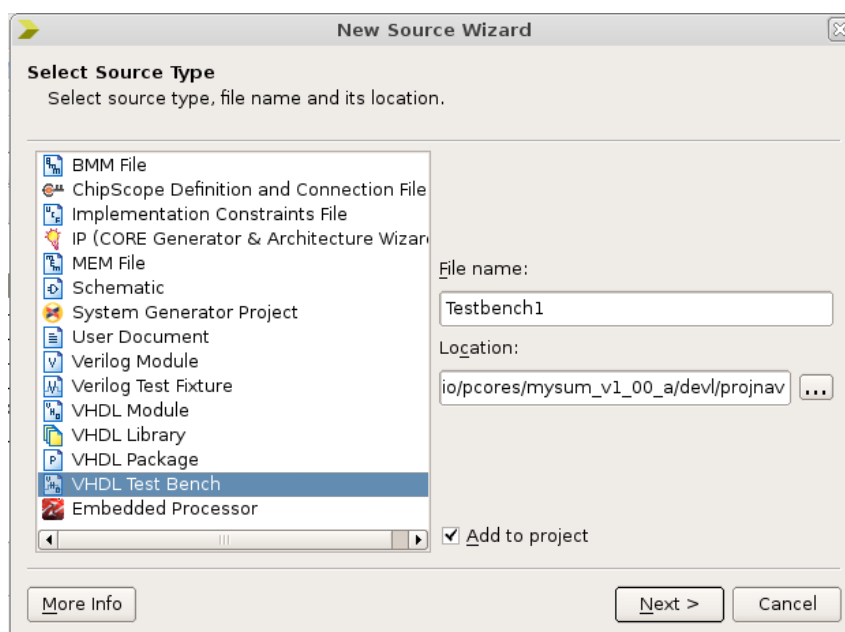 New Source Wizard
Select Source Type
Select source type, file name and its location.
BMM File
ChipScope Definition and Connection File
Implementation Constraints File
IP (CORE Generator & Architecture Wizar
MEM File
Schematic
System Generator Project
User Document
Verilog Module
Verilog Test Fixture
VHDL Module
VHDL Library
VHDL Package
VHDL Test Bench
Embedded Processor
File name:
Testbench1
Location:
io/pcores/mysum_v1_00_a/devl/projnav
...
Add to project
More Info
Next >
Cancel